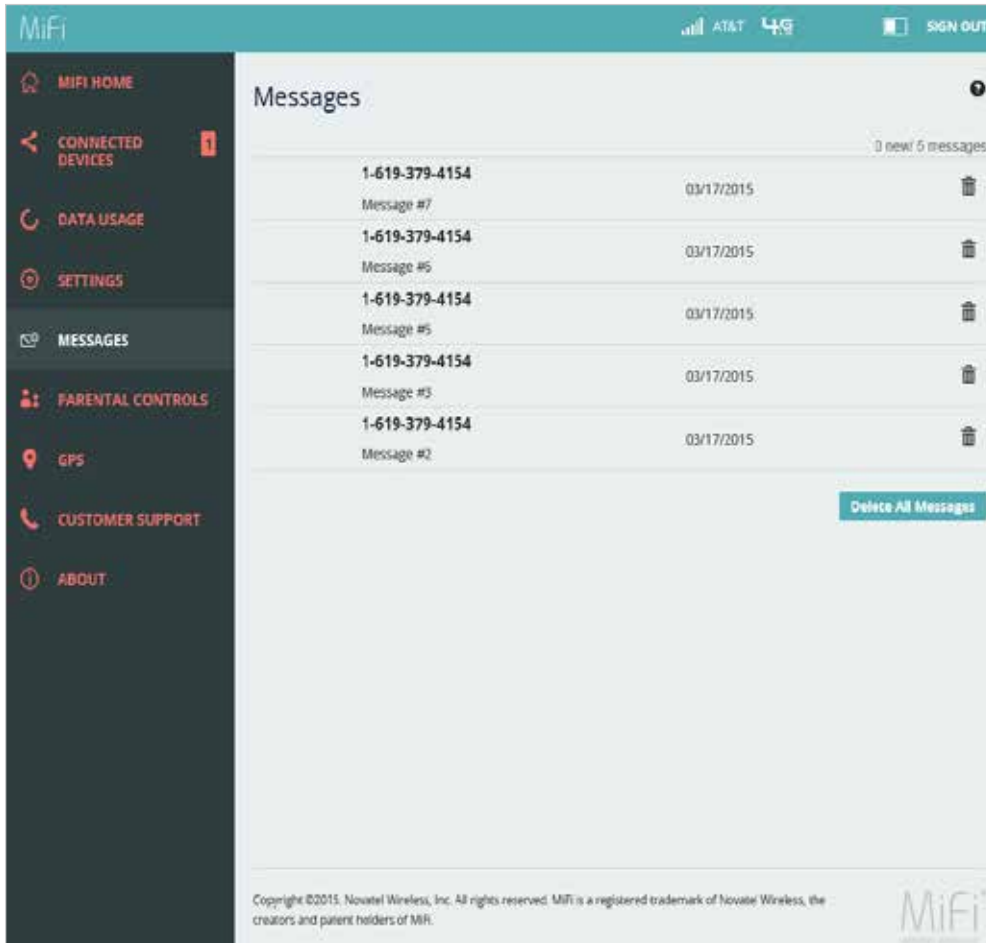 MiFi
AT&T 4G
SIGN OUT
MIFI HOME
CONNECTED
DEVICES
1
DATA USAGE
SETTINGS
MESSAGES
PARENTAL CONTROLS
GPS
CUSTOMER SUPPORT
ABOUT
Messages
?
0 new/ 5 messages
1-619-379-4154
03/17/2015
Message #7
1-619-379-4154
03/17/2015
Message #6
1-619-379-4154
03/17/2015
Message #5
1-619-379-4154
03/17/2015
Message #3
1-619-379-4154
03/17/2015
Message #2
Delete All Messages
Copyright ©2015. Novatel Wireless, Inc. All rights reserved. MiFi is a registered trademark of Novatel Wireless, the
creators and patent holders of MiFi.
MiFi